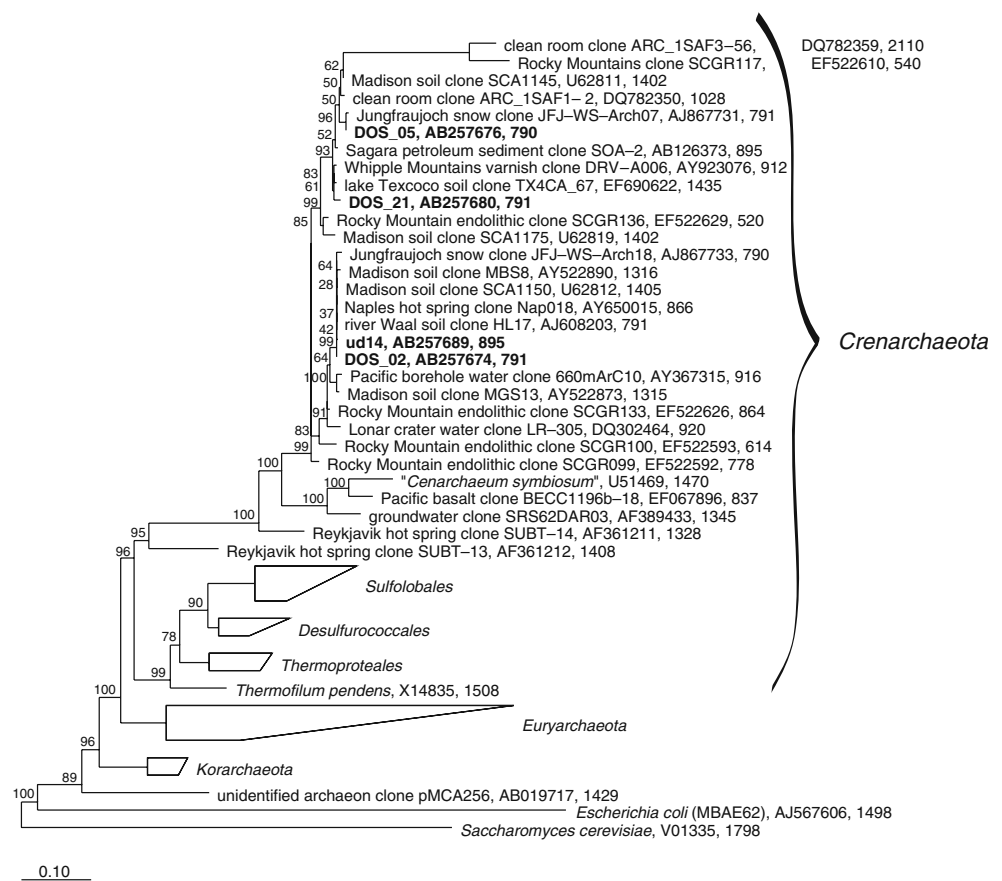 clean room clone ARC_1SAF3–56, DQ782359, 2110
62 Rocky Mountains clone SCGR117, EF522610, 540
50 Madison soil clone SCA1145, U62811, 1402
50 clean room clone ARC_1SAF1– 2, DQ782350, 1028
96 Jungfraujoch snow clone JFJ–WS–Arch07, AJ867731, 791
52 DOS_05, AB257676, 790
93 Sagara petroleum sediment clone SOA–2, AB126373, 895
83 Whipple Mountains varnish clone DRV–A006, AY923076, 912
61 lake Texcoco soil clone TX4CA_67, EF690622, 1435
99 DOS_21, AB257680, 791
85 Rocky Mountain endolithic clone SCGR136, EF522629, 520
Madison soil clone SCA1175, U62819, 1402
Jungfraujoch snow clone JFJ–WS–Arch18, AJ867733, 790
64 Madison soil clone MBS8, AY522890, 1316
28 Madison soil clone SCA1150, U62812, 1405
37 Naples hot spring clone Nap018, AY650015, 866
42 river Waal soil clone HL17, AJ608203, 791
99 ud14, AB257689, 895
Crenarchaeota
64 DOS_02, AB257674, 791
100 Pacific borehole water clone 660mArC10, AY367315, 916
Madison soil clone MGS13, AY522873, 1315
91 Rocky Mountain endolithic clone SCGR133, EF522626, 864
83 Lonar crater water clone LR–305, DQ302464, 920
99 Rocky Mountain endolithic clone SCGR100, EF522593, 614
100 Rocky Mountain endolithic clone SCGR099, EF522592, 778
100 "Cenarchaeum symbiosum", U51469, 1470
100 Pacific basalt clone BECC1196b–18, EF067896, 837
100 groundwater clone SRS62DAR03, AF389433, 1345
95 Reykjavik hot spring clone SUBT–14, AF361211, 1328
96 Reykjavik hot spring clone SUBT–13, AF361212, 1408
Sulfolobales
90
Desulfurococcales
78
Thermoproteales
99
100 Thermofilum pendens, X14835, 1508
Euryarchaeota
96
Korarchaeota
89
100 unidentified archaeon clone pMCA256, AB019717, 1429
Escherichia coli (MBAE62), AJ567606, 1498
Saccharomyces cerevisiae, V01335, 1798
0.10